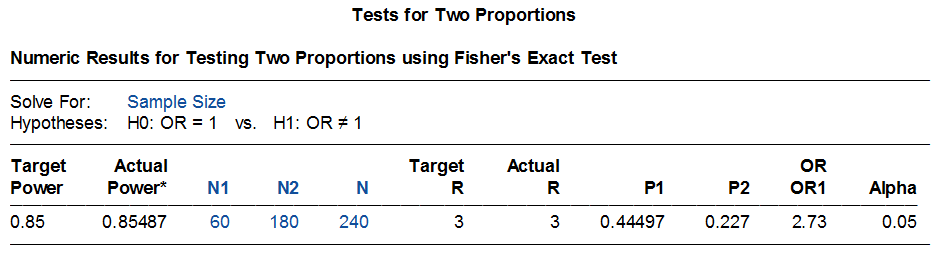 Tests for Two Proportions
Numeric Results for Testing Two Proportions using Fisher's Exact Test
Solve For: Sample Size
Hypotheses: H0: OR = 1 vs. H1: OR ≠ 1
Target Actual Target Actual OR
Power Power* N1 N2 N R R P1 P2 OR1 Alpha
0.85 0.85487 60 180 240 3 3 0.44497 0.227 2.73 0.05